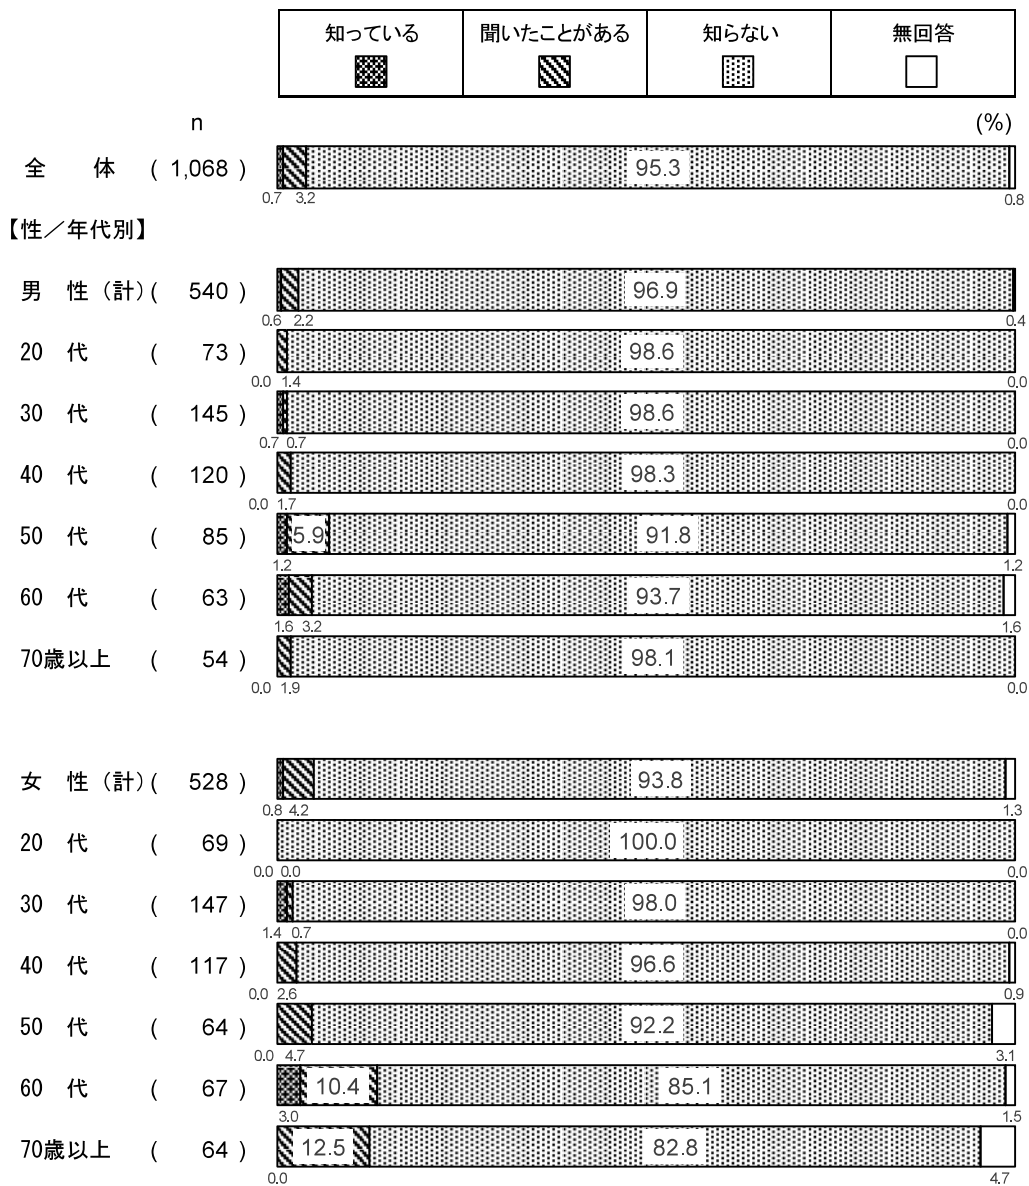 知っている 聞いたことがある 知らない 無回答
n (%)
全 体 ( 1,068 ) 95.3
0.7 3.2 0.8
【性／年代別】
男 性（計）( 540 ) 96.9
0.6 2.2 0.4
20 代 ( 73 ) 98.6
0.0 1.4 0.0
30 代 ( 145 ) 98.6
0.7 0.7 0.0
40 代 ( 120 ) 98.3
0.0 1.7 0.0
50 代 ( 85 ) 5.9 91.8
1.2 1.2
60 代 ( 63 ) 93.7
1.6 3.2 1.6
70歳以上 ( 54 ) 98.1
0.0 1.9 0.0
女 性（計）( 528 ) 93.8
0.8 4.2 1.3
20 代 ( 69 ) 100.0
0.0 0.0 0.0
30 代 ( 147 ) 98.0
1.4 0.7 0.0
40 代 ( 117 ) 96.6
0.0 2.6 0.9
50 代 ( 64 ) 92.2
0.0 4.7 3.1
60 代 ( 67 ) 10.4 85.1
3.0 1.5
70歳以上 ( 64 ) 12.5 82.8
0.0 4.7